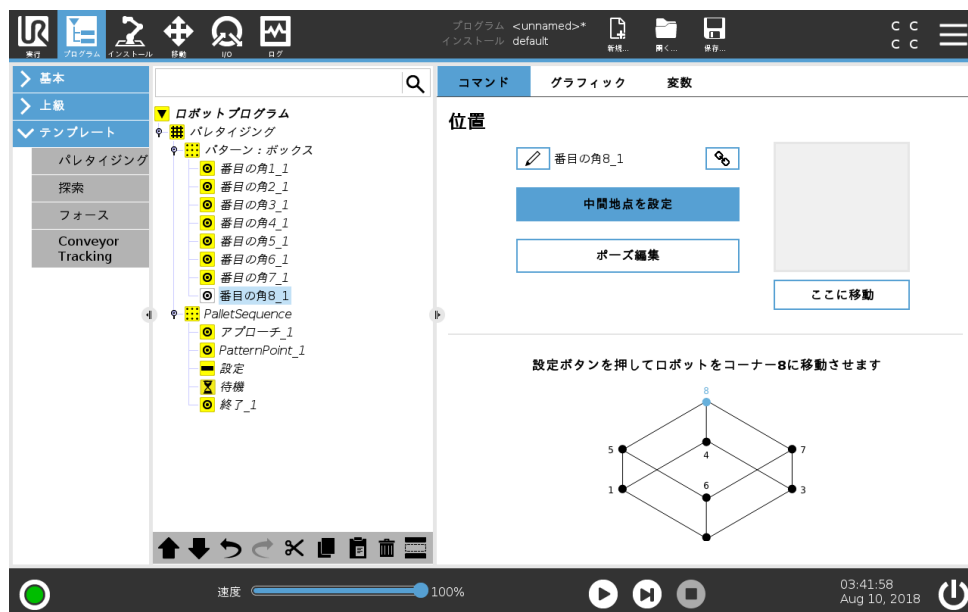 プログラム <unnamed>*
インストール default
UR
実行
プログラム
インストール
移動
I/O
ログ
新規...
開く...
保存...
C C
C C
基本
上級
テンプレート
パレタイジング
探索
フォース
Conveyor
Tracking
ロボットプログラム
パレタイジング
パターン:ボックス
番目の角1_1
番目の角2_1
番目の角3_1
番目の角4_1
番目の角5_1
番目の角6_1
番目の角7_1
番目の角8_1
PalletSequence
アプローチ_1
PatternPoint_1
設定
待機
終了_1
コマンド
グラフィック
変数
位置
番目の角8_1
中間地点を設定
ポーズ編集
ここに移動
設定ボタンを押してロボットをコーナー8に移動させます
8
5
4
7
1
6
3
速度
100%
03:41:58
Aug 10, 2018